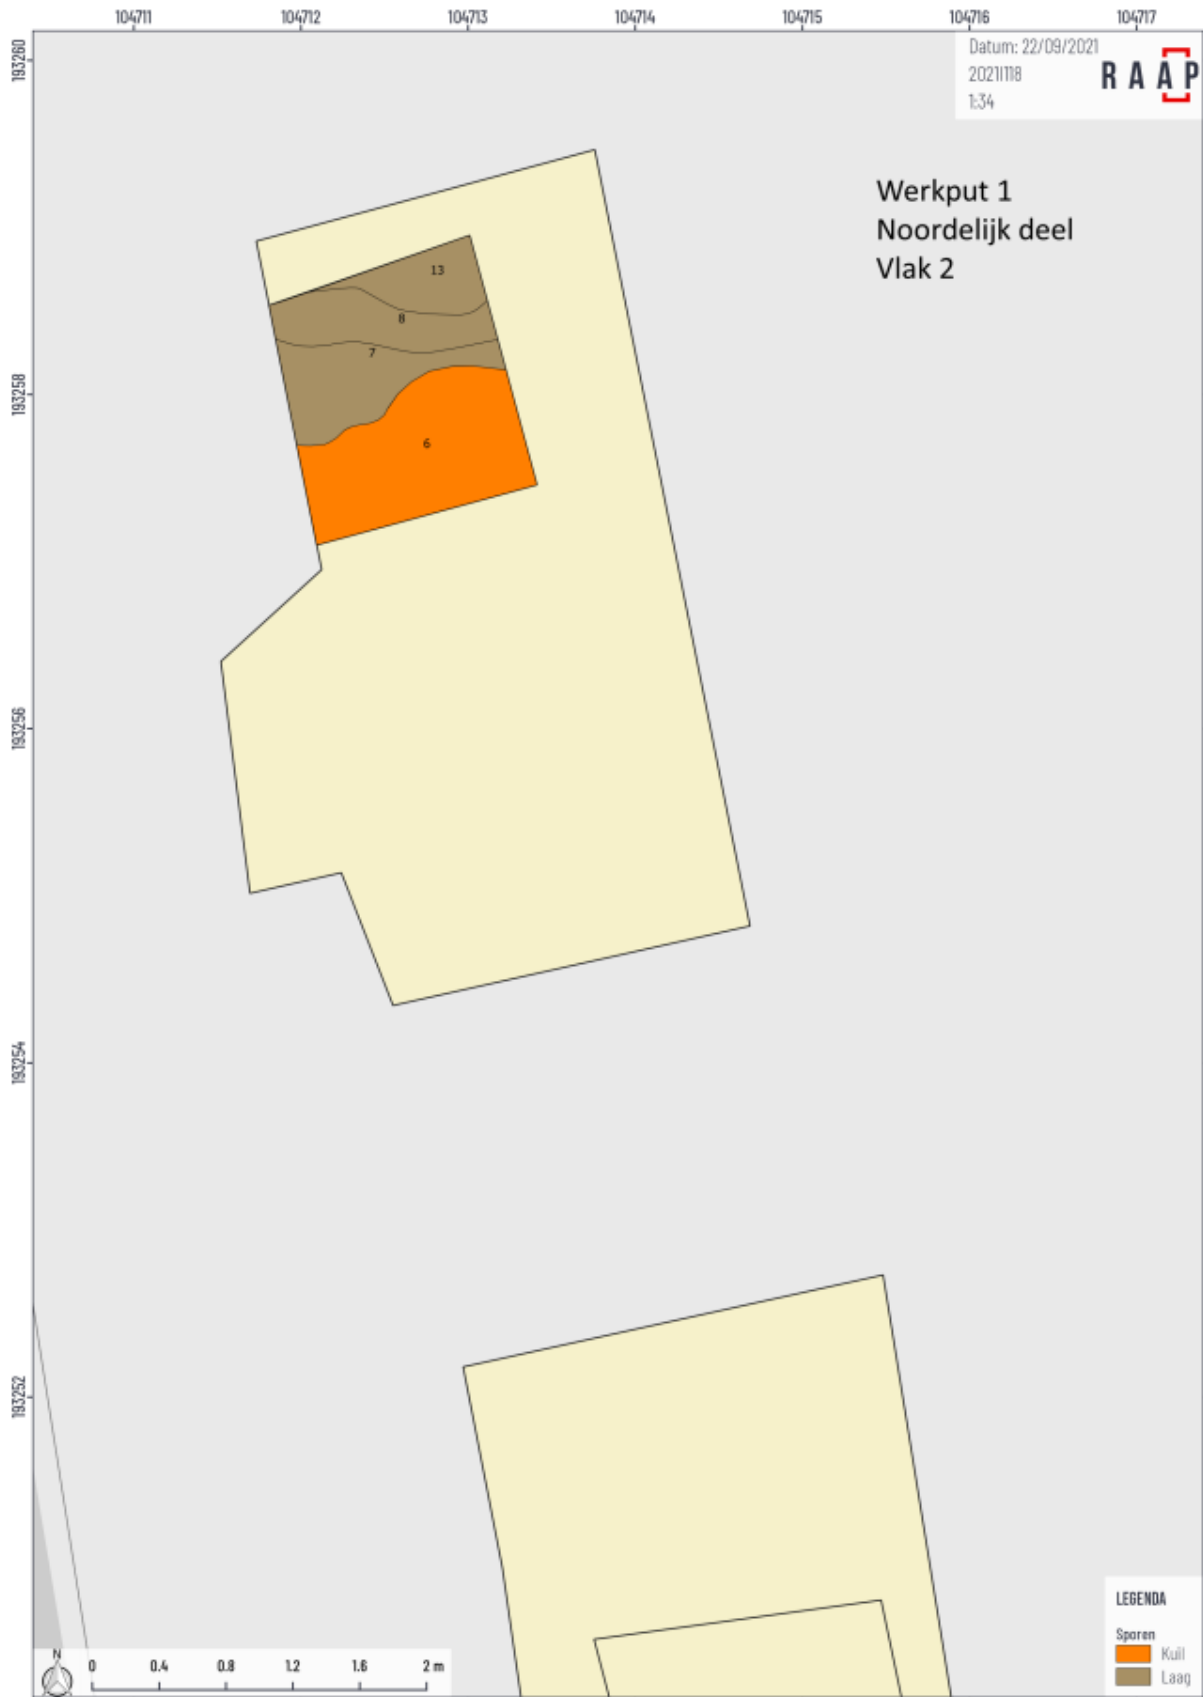 104711 104712 104713 104714 104715 104716 104717
193260
193258
193256
193254
193252
Datum: 22/09/2021
2021I118
1:34
RAAP
Werkput 1
Noordelijk deel
Vlak 2
13
8
7
6
N
0 0.4 0.8 1.2 1.6 2 m
LEGENDA
Sporen
Kuil
Laag